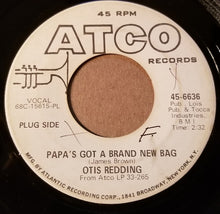 45 RPM
ATCO
RECORDS
VOCAL
68C-15615-PL
45-6636
Pub., Lois
Pub. & Tocca
Industries,
B M I
Time: 2:32
PLUG SIDE
F
PAPA'S GOT A BRAND NEW BAG
(James Brown)
OTIS REDDING
From Atco LP 33-265
MFG. BY ATLANTIC RECORDING CORP., 1841 BROADWAY, NEW YORK, N.Y.